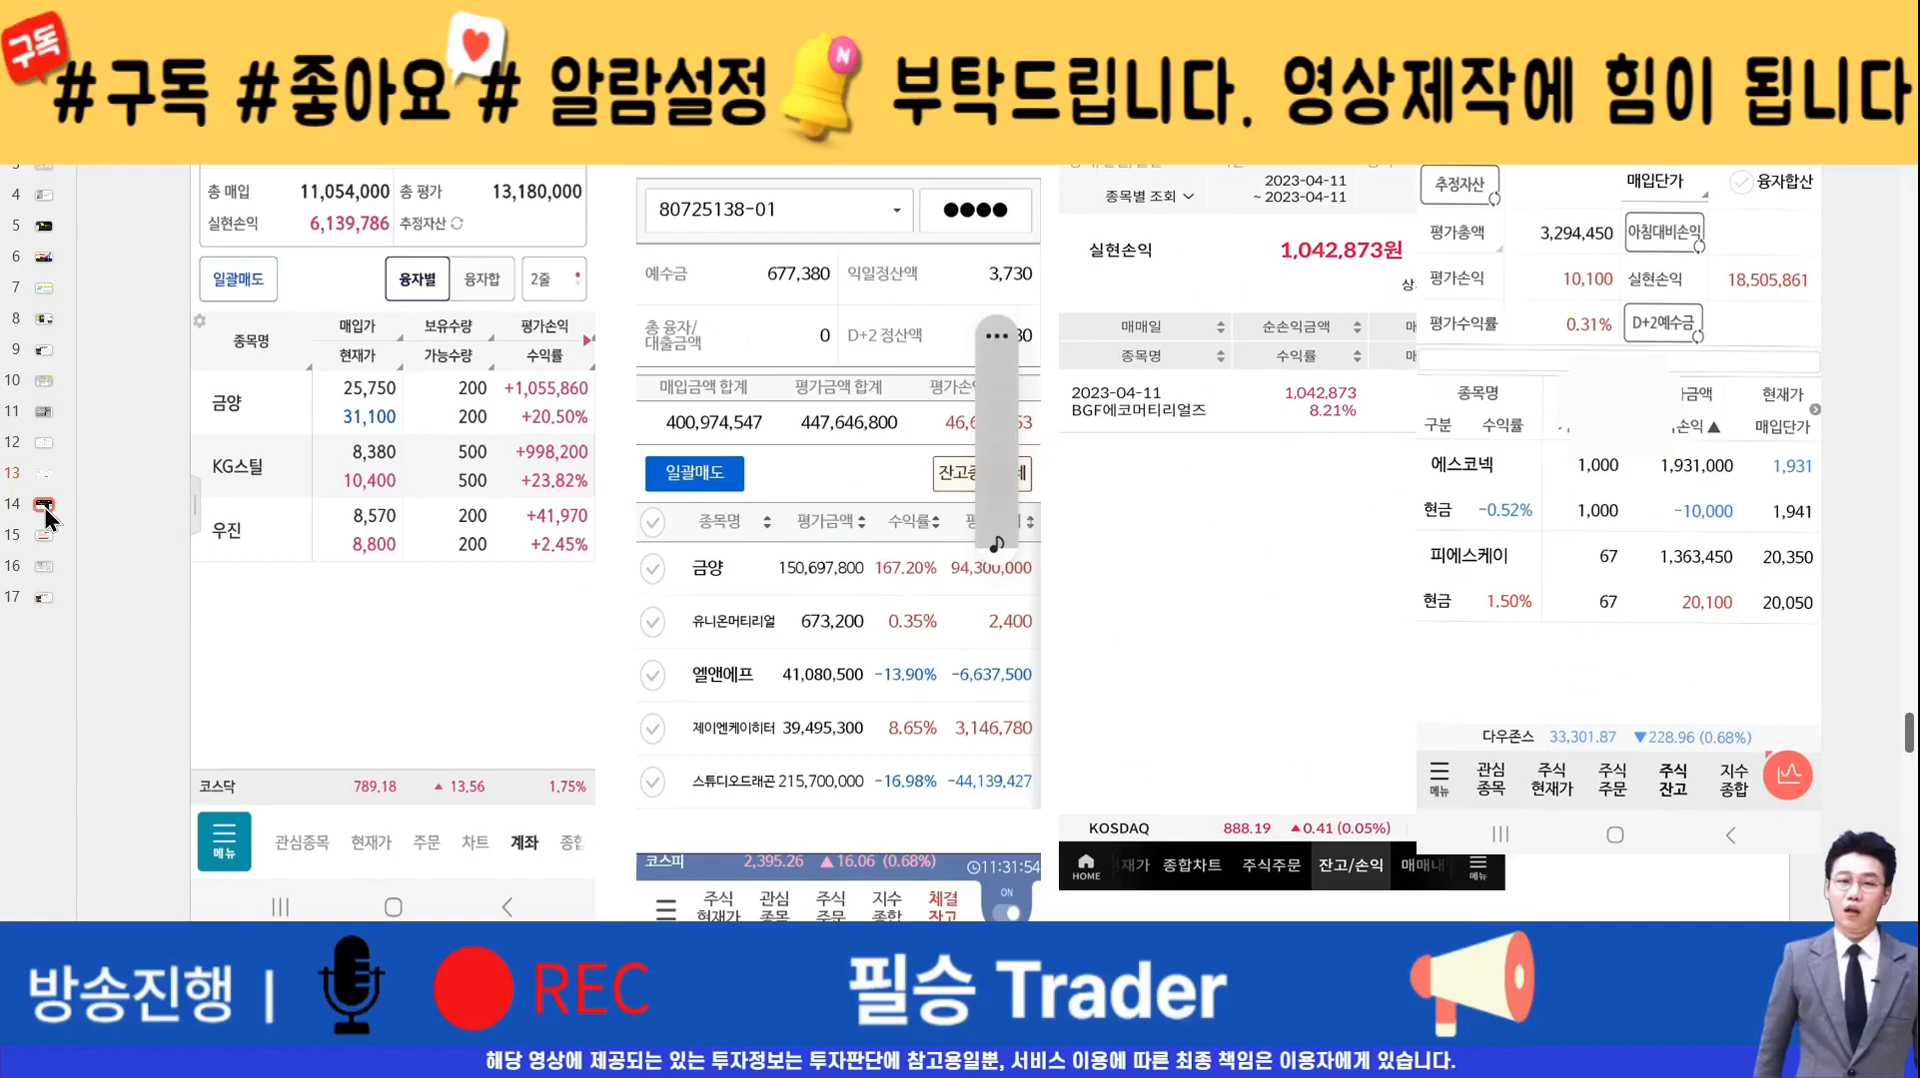 구독
#구독 #좋아요 # 알람설정 N 부탁드립니다. 영상제작에 힘이 됩니다
4
5
6
7
8
9
10
11
12
13
14
15
16
17
총 매입 11,054,000 총 평가 13,180,000
실현손익 6,139,786 추정자산
일괄매도 융자별 융자합 2줄
종목명 매입가 보유수량 평가손익
현재가 가능수량 수익률
금양 25,750 200 +1,055,860
31,100 200 +20.50%
KG스틸 8,380 500 +998,200
10,400 500 +23.82%
우진 8,570 200 +41,970
8,800 200 +2.45%
코스닥 789.18 ▲ 13.56 1.75%
메뉴 관심종목 현재가 주문 차트 계좌
80725138-01 ●●●●
예수금 677,380 익일정산액 3,730
총 융자/
대출금액 0 D+2 정산액
매입금액 합계 평가금액 합계
400,974,547 447,646,800
일괄매도
종목명 평가금액 수익률
금양 150,697,800 167.20% 94,300,000
유니온머티리얼 673,200 0.35% 2,400
엘앤에프 41,080,500 -13.90% -6,637,500
제이엔케이히터 39,495,300 8.65% 3,146,780
스튜디오드래곤 215,700,000 -16.98% -44,139,427
코스피 2,395.26 ▲ 16.06 (0.68%) 11:31:54
주식 관심 주식 지수 체결 ON
현재가 종목 주문 종합 잔고
종목별 조회 2023-04-11
~ 2023-04-11
실현손익 1,042,873원
매매일 순손익금액
종목명 수익률
2023-04-11 1,042,873
BGF에코머티리얼즈 8.21%
KOSDAQ 888.19 ▲0.41 (0.05%)
HOME 종합차트 주식주문 잔고/손익 메뉴
추정자산 매입단가 융자합산
평가총액 3,294,450 아침대비손익
평가손익 10,100 실현손익 18,505,861
평가수익률 0.31% D+2예수금
종목명 현재가
구분 수익률 손익▲ 매입단가
에스코넥 1,000 1,931,000 1,931
현금 -0.52% 1,000 -10,000 1,941
피에스케이 67 1,363,450 20,350
현금 1.50% 67 20,100 20,050
다우존스 33,301.87 ▼228.96 (0.68%)
메뉴 관심 주식 주식 주식 지수
종목 현재가 주문 잔고 종합
방송진행 | REC 필승 Trader
해당 영상에 제공되는 있는 투자정보는 투자판단에 참고용일뿐, 서비스 이용에 따른 최종 책임은 이용자에게 있습니다.